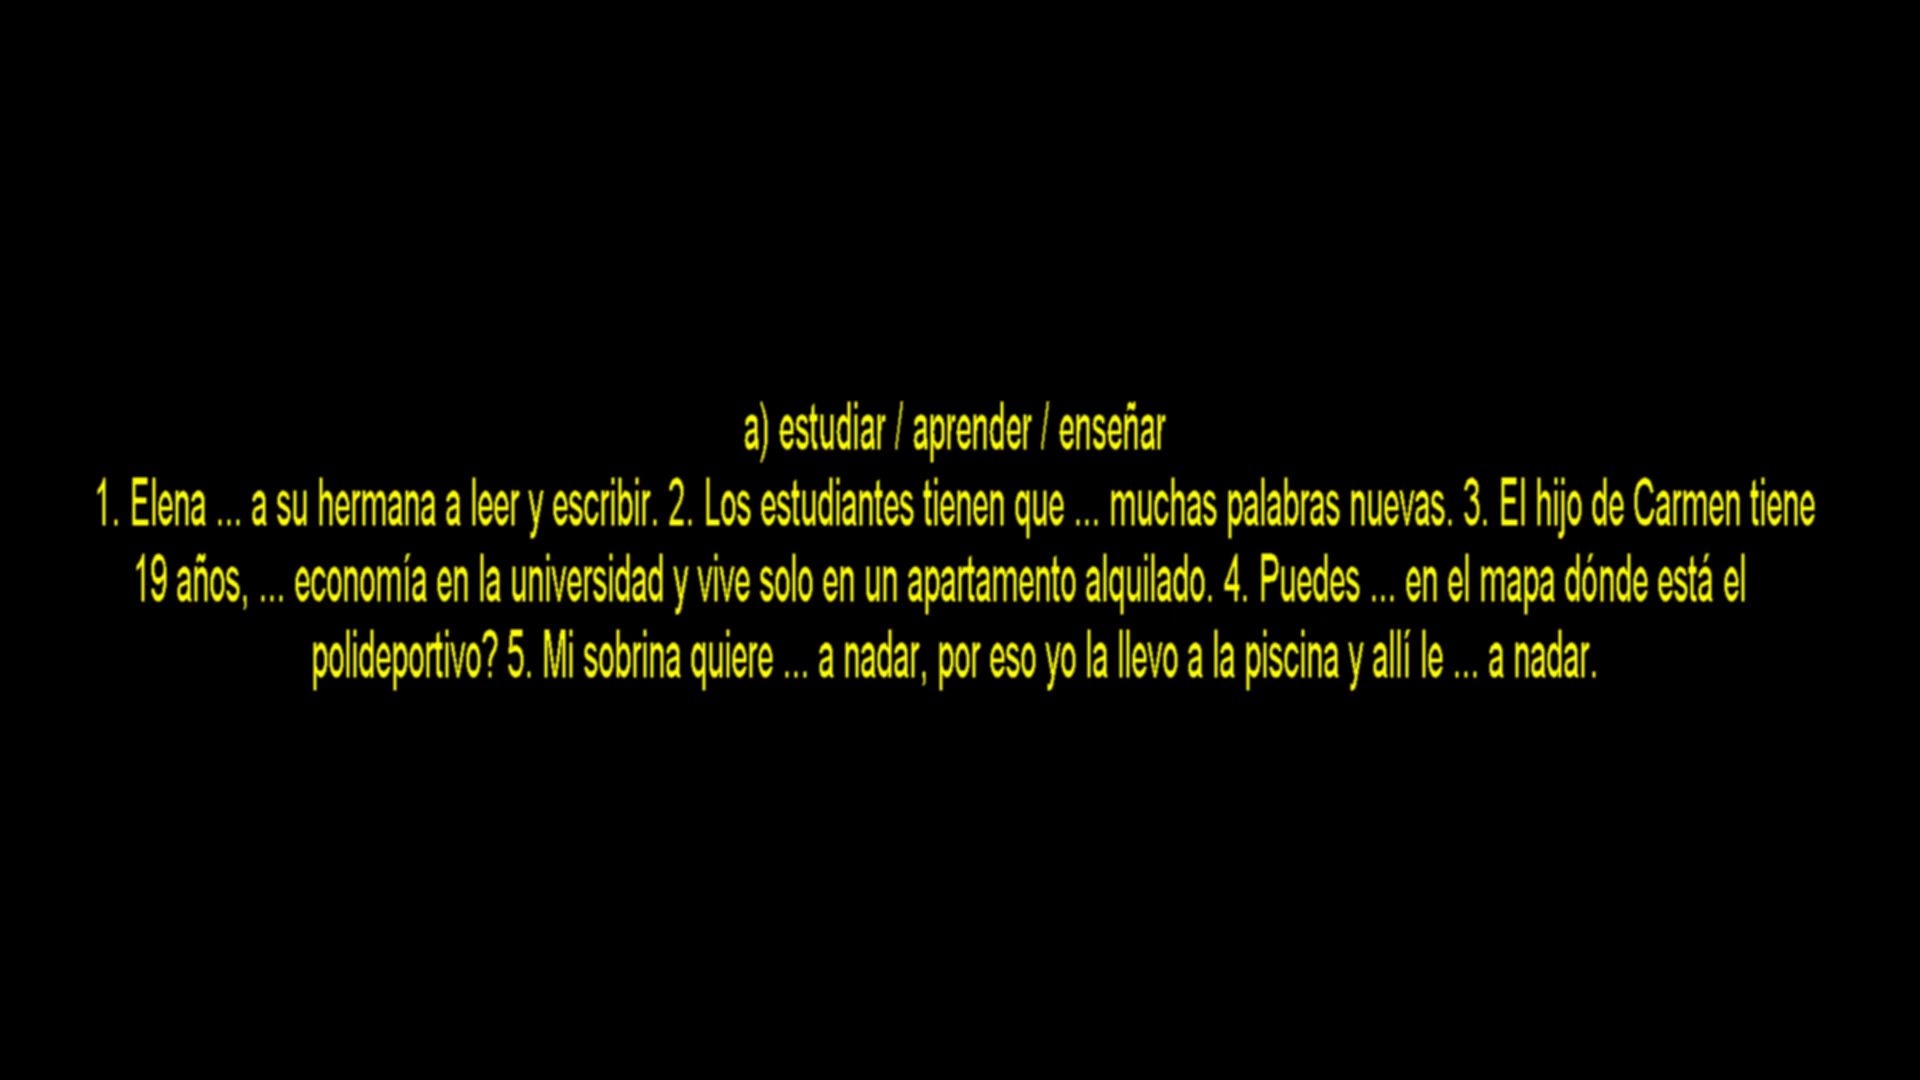 a) estudiar / aprender / enseñar
1. Elena ... a su hermana a leer y escribir. 2. Los estudiantes tienen que ... muchas palabras nuevas. 3. El hijo de Carmen tiene
19 años, ... economía en la universidad y vive solo en un apartamento alquilado. 4. Puedes ... en el mapa dónde está el
polideportivo? 5. Mi sobrina quiere ... a nadar, por eso yo la llevo a la piscina y allí le ... a nadar.